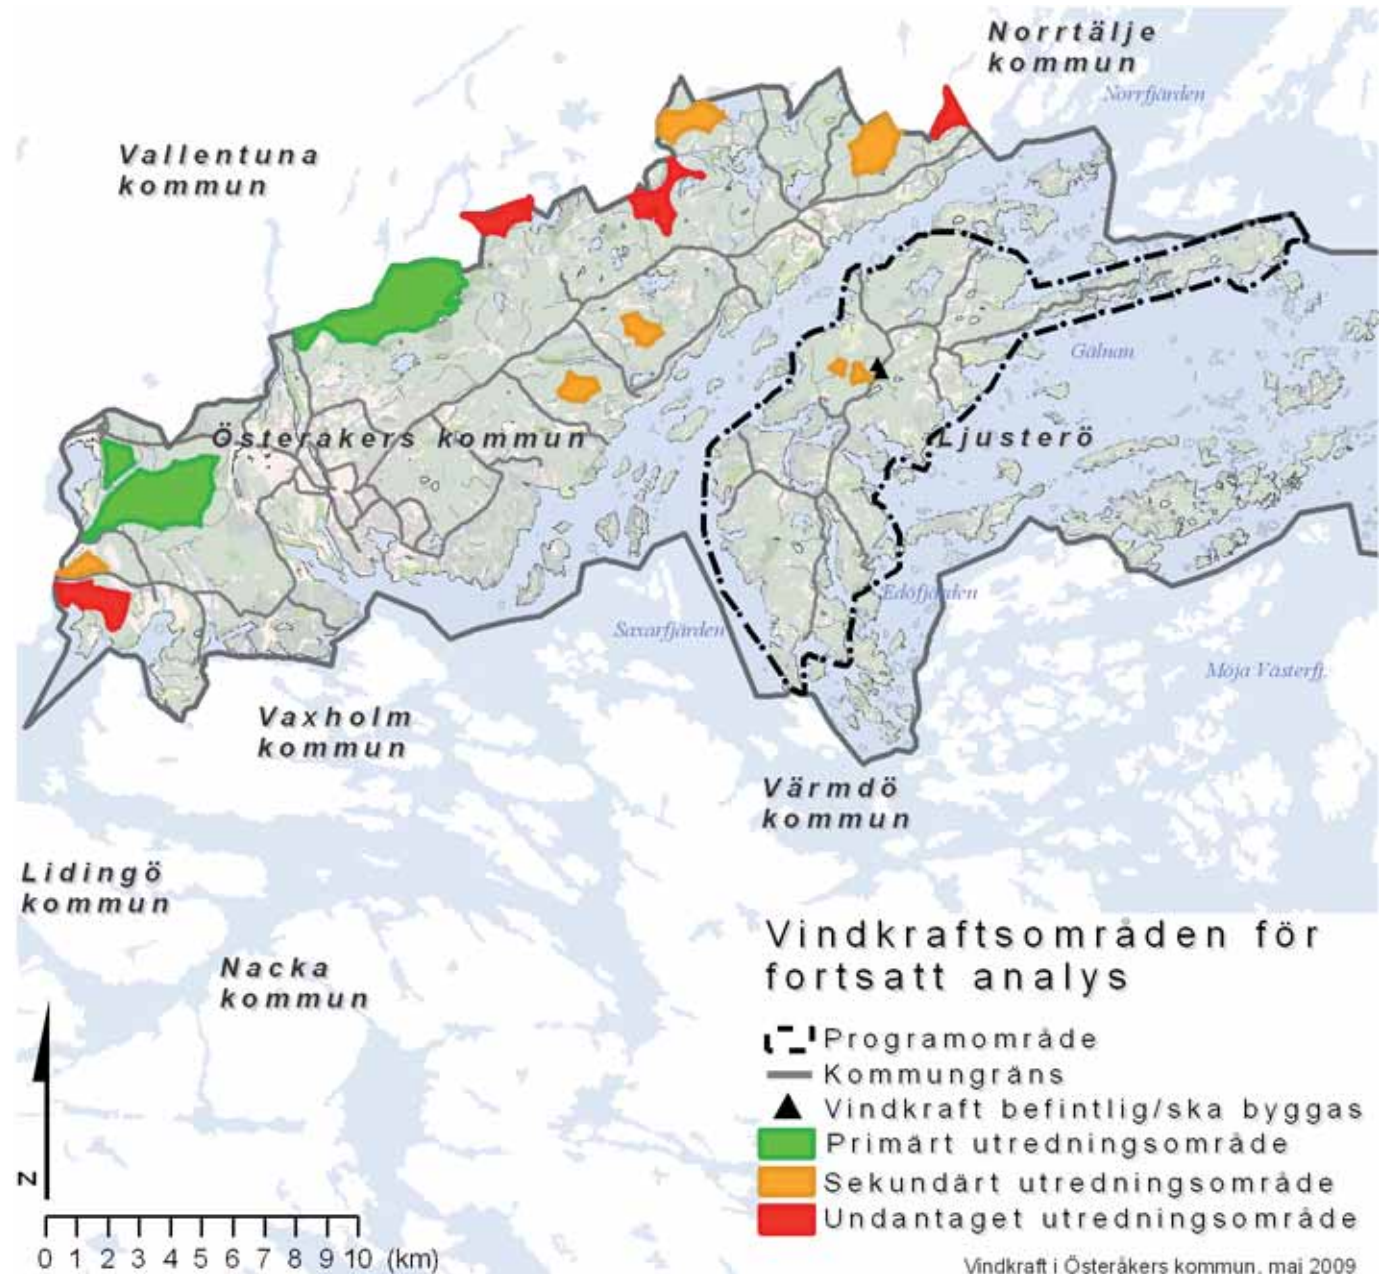 Norrtälje
kommun
Norrfjärden
Vallentuna
kommun
Gälnan
Österåkers kommun
Ljusterö
Edöfjärden
Saxarfjärden
Möja Västerfj.
Vaxholm
kommun
Värmdö
kommun
Lidingö
kommun
Nacka
kommun
Vindkraftsområden för
fortsatt analys
Programområde
Kommungräns
Vindkraft befintlig/ska byggas
Primärt utredningsområde
Sekundärt utredningsområde
Undantaget utredningsområde
N
0 1 2 3 4 5 6 7 8 9 10 (km)
Vindkraft i Österåkers kommun, maj 2009